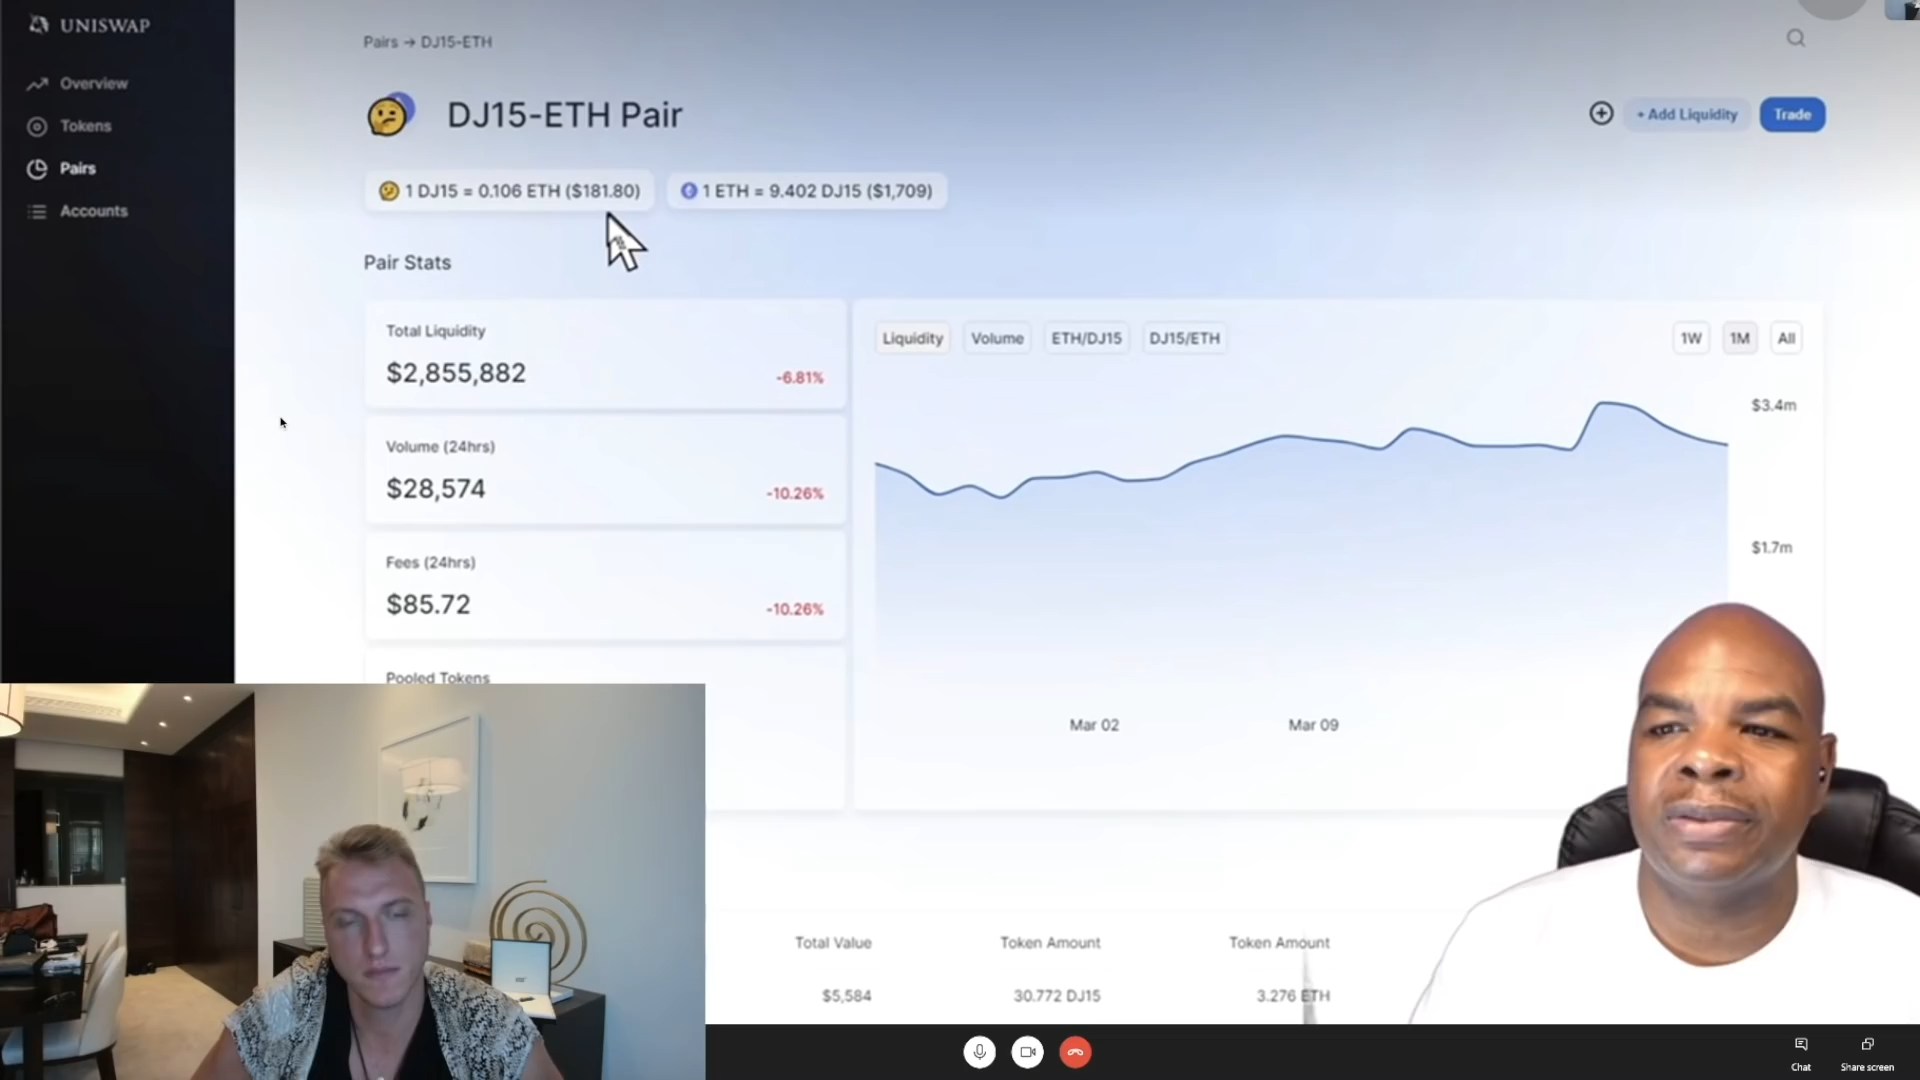 UNISWAP
Overview
Tokens
Pairs
Accounts
Pairs → DJ15-ETH
DJ15-ETH Pair
+ Add Liquidity
Trade
1 DJ15 = 0.106 ETH ($181.80)
1 ETH = 9.402 DJ15 ($1,709)
Pair Stats
Total Liquidity
$2,855,882
-6.81%
Volume (24hrs)
$28,574
-10.26%
Fees (24hrs)
$85.72
-10.26%
Pooled Tokens
Liquidity
Volume
ETH/DJ15
DJ15/ETH
1W
1M
All
$3.4m
$1.7m
Mar 02
Mar 09
Total Value
Token Amount
Token Amount
$5,584
30.772 DJ15
3.276 ETH
Chat
Share screen